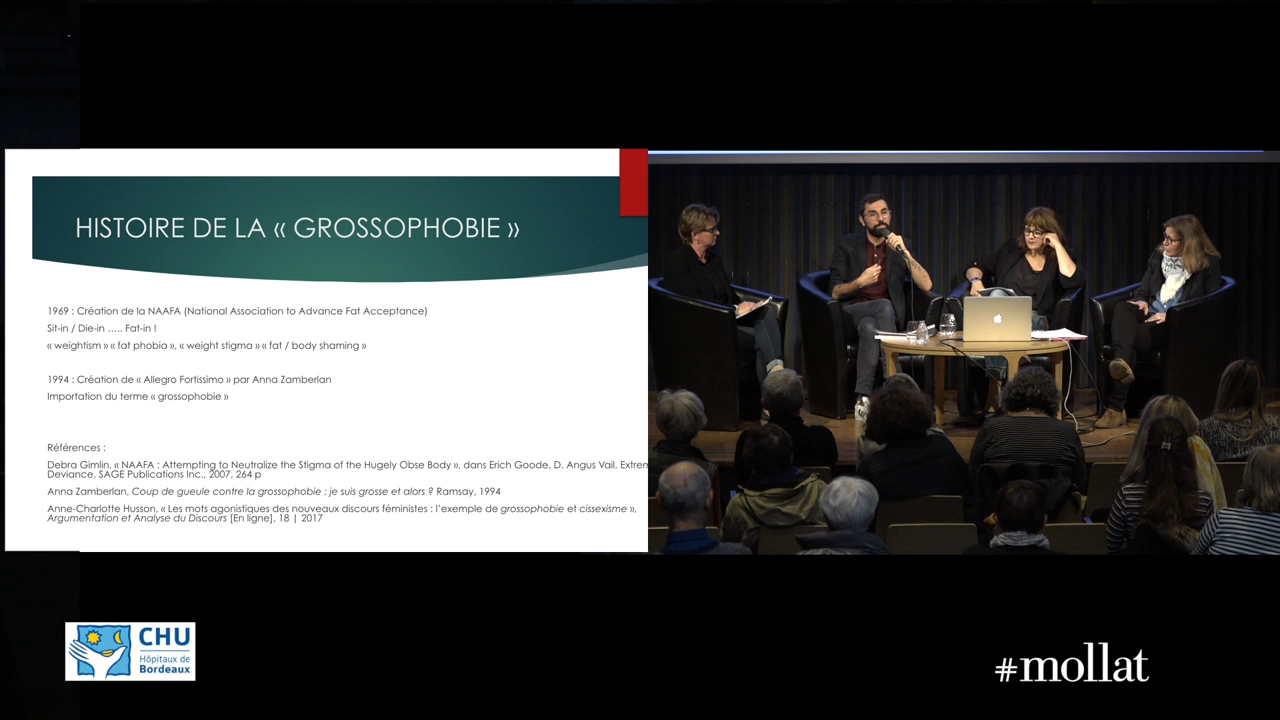 HISTOIRE DE LA « GROSSOPHOBIE »
1969 : Création de la NAAFA (National Association to Advance Fat Acceptance)
Sit-in / Die-in ..... Fat-in !
« weightism » « fat phobia », « weight stigma » « fat / body shaming »
1994 : Création de « Allegro Fortissimo » par Anna Zamberlan
Importation du terme « grossophobie »
Références :
Debra Gimlin, « NAAFA : Attempting to Neutralize the Stigma of the Hugely Obse Body », dans Erich Goode, D. Angus Vail, Extrem
Deviance, SAGE Publications Inc., 2007, 264 p
Anna Zamberlan, Coup de gueule contre la grossophobie : je suis grosse et alors ? Ramsay, 1994
Anne-Charlotte Husson, « Les mots agonistiques des nouveaux discours féministes : l'exemple de grossophobie et cissexisme »,
Argumentation et Analyse du Discours [En ligne], 18 | 2017
CHU
Hôpitaux de
Bordeaux
#mollat